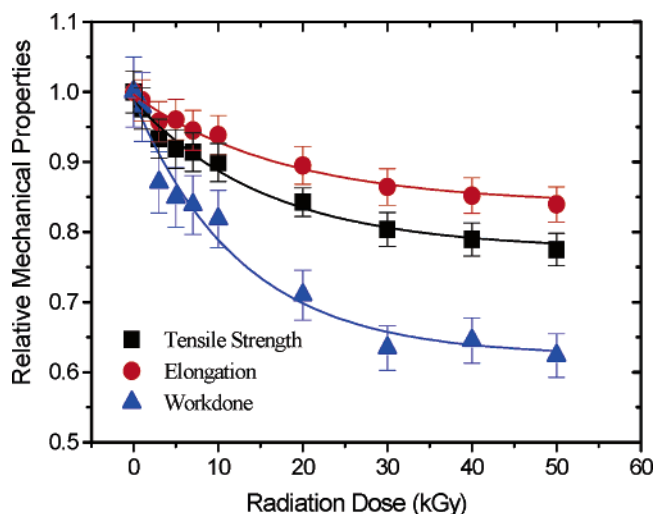 1.1
1.0
0.9
0.8
0.7
0.6
0.5
Relative Mechanical Properties
Tensile Strength
Elongation
Workdone
0 10 20 30 40 50 60
Radiation Dose (kGy)